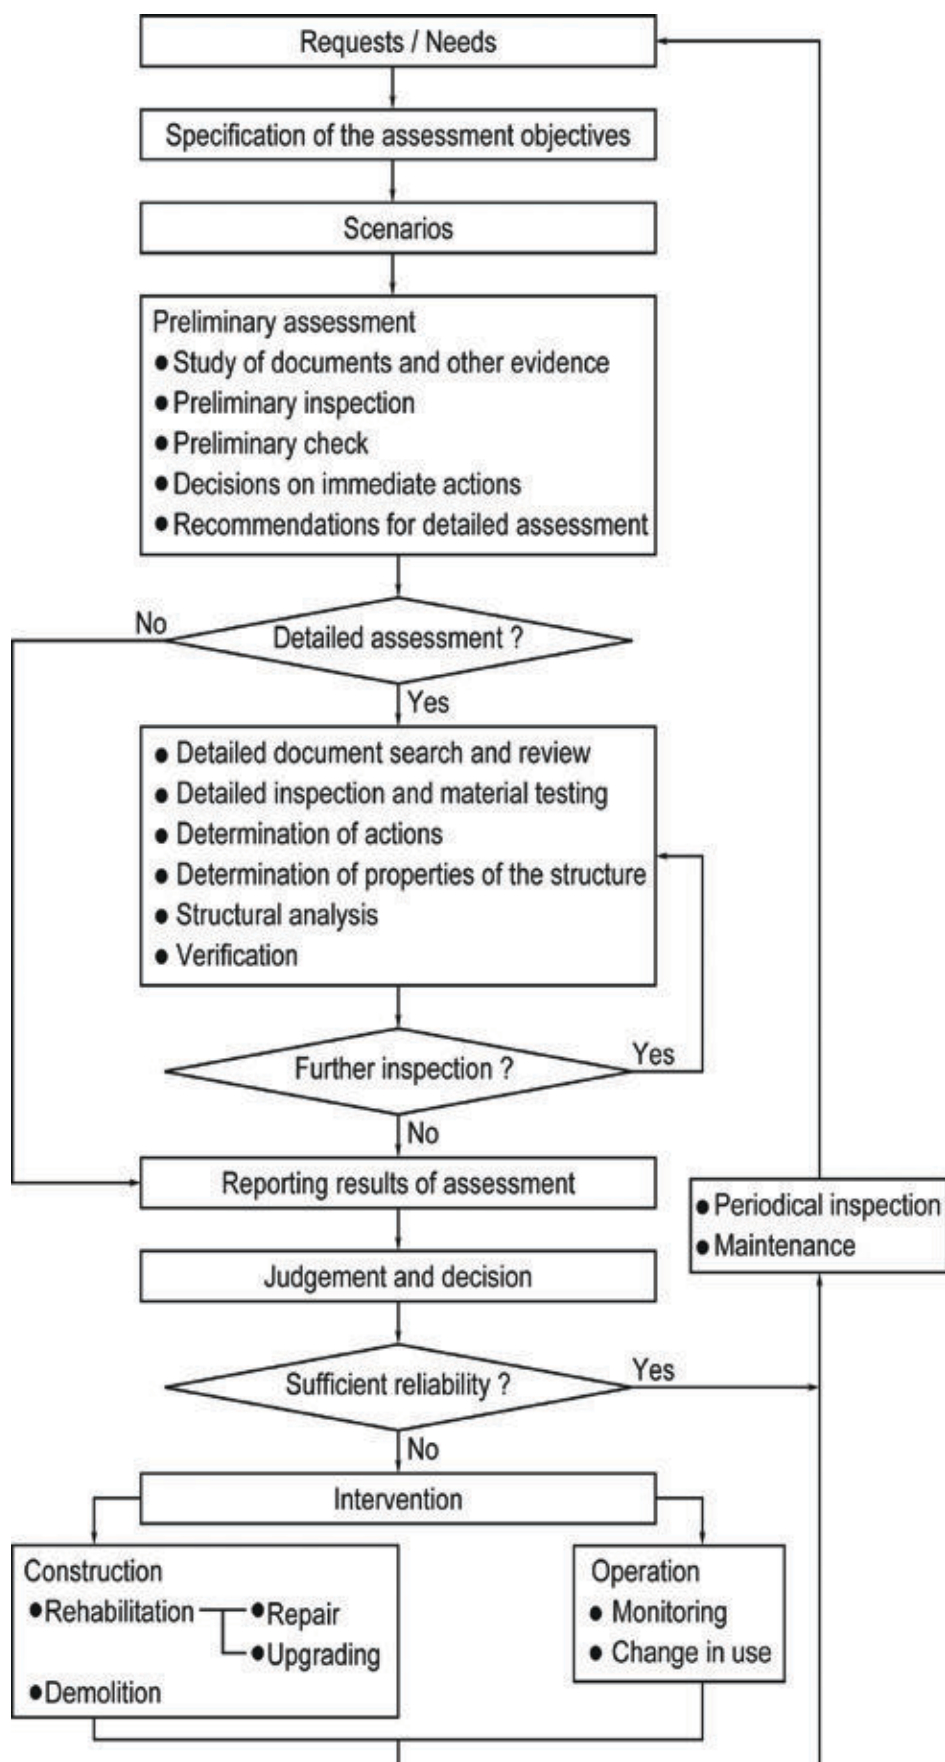 Requests / Needs
Specification of the assessment objectives
Scenarios
Preliminary assessment
● Study of documents and other evidence
● Preliminary inspection
● Preliminary check
● Decisions on immediate actions
● Recommendations for detailed assessment
No
Detailed assessment ?
Yes
● Detailed document search and review
● Detailed inspection and material testing
● Determination of actions
● Determination of properties of the structure
● Structural analysis
● Verification
Further inspection ?
Yes
No
Reporting results of assessment
● Periodical inspection
● Maintenance
Judgement and decision
Sufficient reliability ?
Yes
No
Intervention
Construction
● Rehabilitation
● Repair
● Upgrading
● Demolition
Operation
● Monitoring
● Change in use